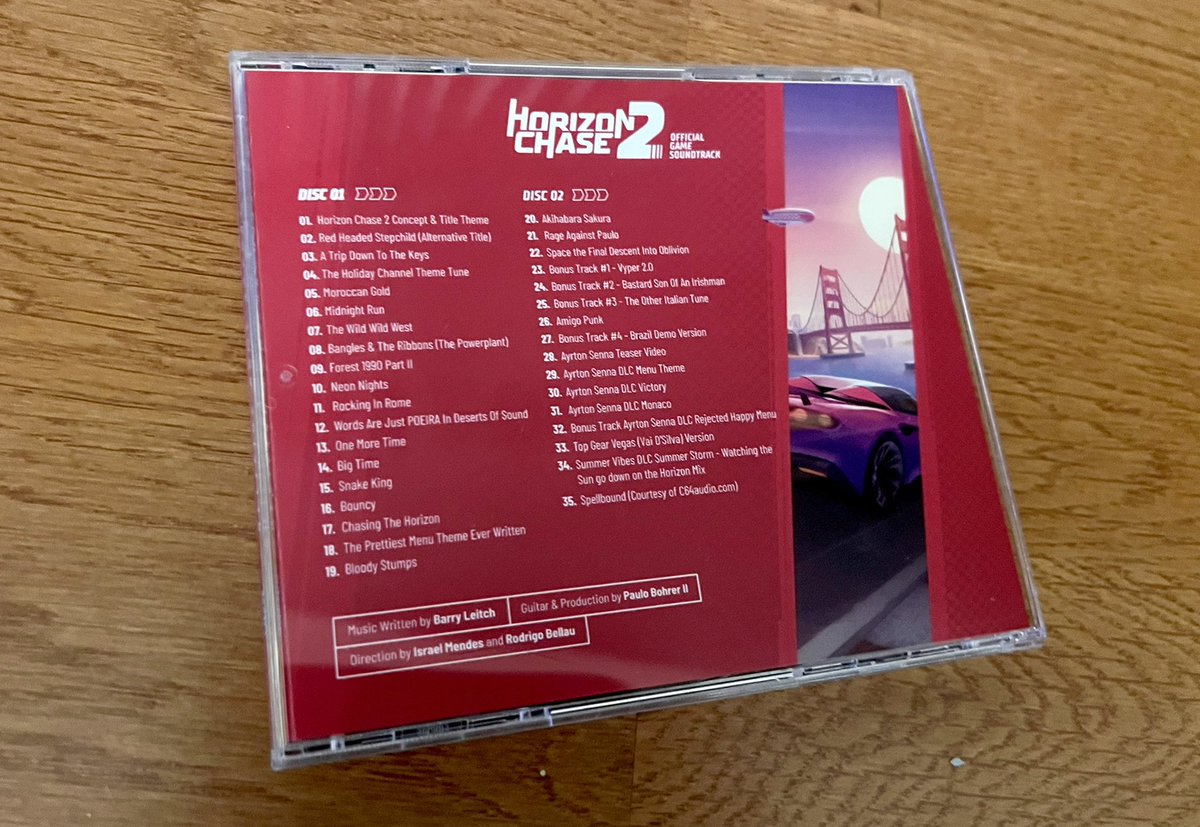 HORIZON
CHASE 2
OFFICIAL
GAME
SOUNDTRACK
DISC 01
01. Horizon Chase 2 Concept & Title Theme
02. Red Headed Stepchild (Alternative Title)
03. A Trip Down To The Keys
04. The Holiday Channel Theme Tune
05. Moroccan Gold
06. Midnight Run
07. The Wild Wild West
08. Bangles & The Ribbons (The Powerplant)
09. Forest 1990 Part II
10. Neon Nights
11. Rocking In Rome
12. Words Are Just POEIRA In Deserts Of Sound
13. One More Time
14. Big Time
15. Snake King
16. Bouncy
17. Chasing The Horizon
18. The Prettiest Menu Theme Ever Written
19. Bloody Stumps
DISC 02
20. Akihabara Sakura
21. Rage Against Paulo
22. Space the Final Descent Into Oblivion
23. Bonus Track #1 - Vyper 2.0
24. Bonus Track #2 - Bastard Son Of An Irishman
25. Bonus Track #3 - The Other Italian Tune
26. Amigo Punk
27. Bonus Track #4 - Brazil Demo Version
28. Ayrton Senna Teaser Video
29. Ayrton Senna DLC Menu Theme
30. Ayrton Senna DLC Victory
31. Ayrton Senna DLC Monaco
32. Bonus Track Ayrton Senna DLC Rejected Happy Menu
33. Top Gear Vegas (Vai D'Silva) Version
34. Summer Vibes DLC Summer Storm - Watching the
Sun go down on the Horizon Mix
35. Spellbound (Courtesy of C64audio.com)
Music Written by Barry Leitch
Guitar & Production by Paulo Bohrer II
Direction by Israel Mendes and Rodrigo Bellau